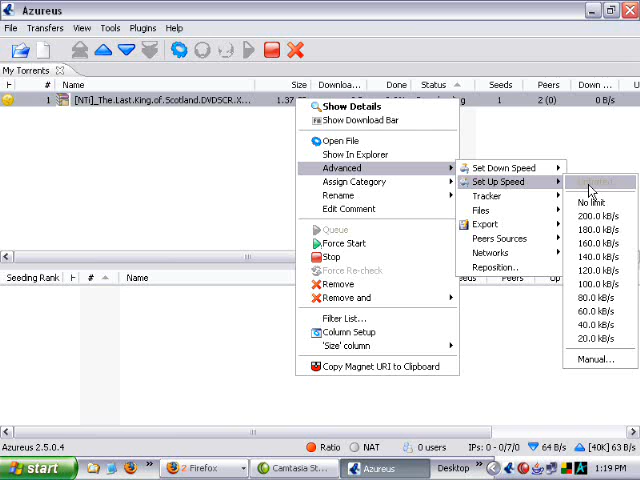 Azureus
File Transfers View Tools Plugins Help
My Torrents
# Name Size Downloa... Done Status Seeds Peers Down ... U
1 [NTi]_The.Last.King.of.Scotland.DVDSCR.X... 1.37 1 2 (0) 0 B/s
Show Details
Show Download Bar
Open File
Show In Explorer
Advanced
Assign Category
Rename
Edit Comment
Queue
Force Start
Stop
Force Re-check
Remove
Remove and
Filter List...
Column Setup
'Size' column
Copy Magnet URI to Clipboard
Set Down Speed
Set Up Speed
Tracker
Files
Export
Peers Sources
Networks
Reposition...
No limit
200.0 kB/s
180.0 kB/s
160.0 kB/s
140.0 kB/s
120.0 kB/s
100.0 kB/s
80.0 kB/s
60.0 kB/s
40.0 kB/s
20.0 kB/s
Manual...
Seeding Rank # Name Seeds Peers Up
Azureus 2.5.0.4 Ratio NAT 0 users IPs: 0 - 0/7/0 64 B/s [40K] 63 B/s
start 2 Firefox Camtasia St... Azureus Desktop » 1:19 PM